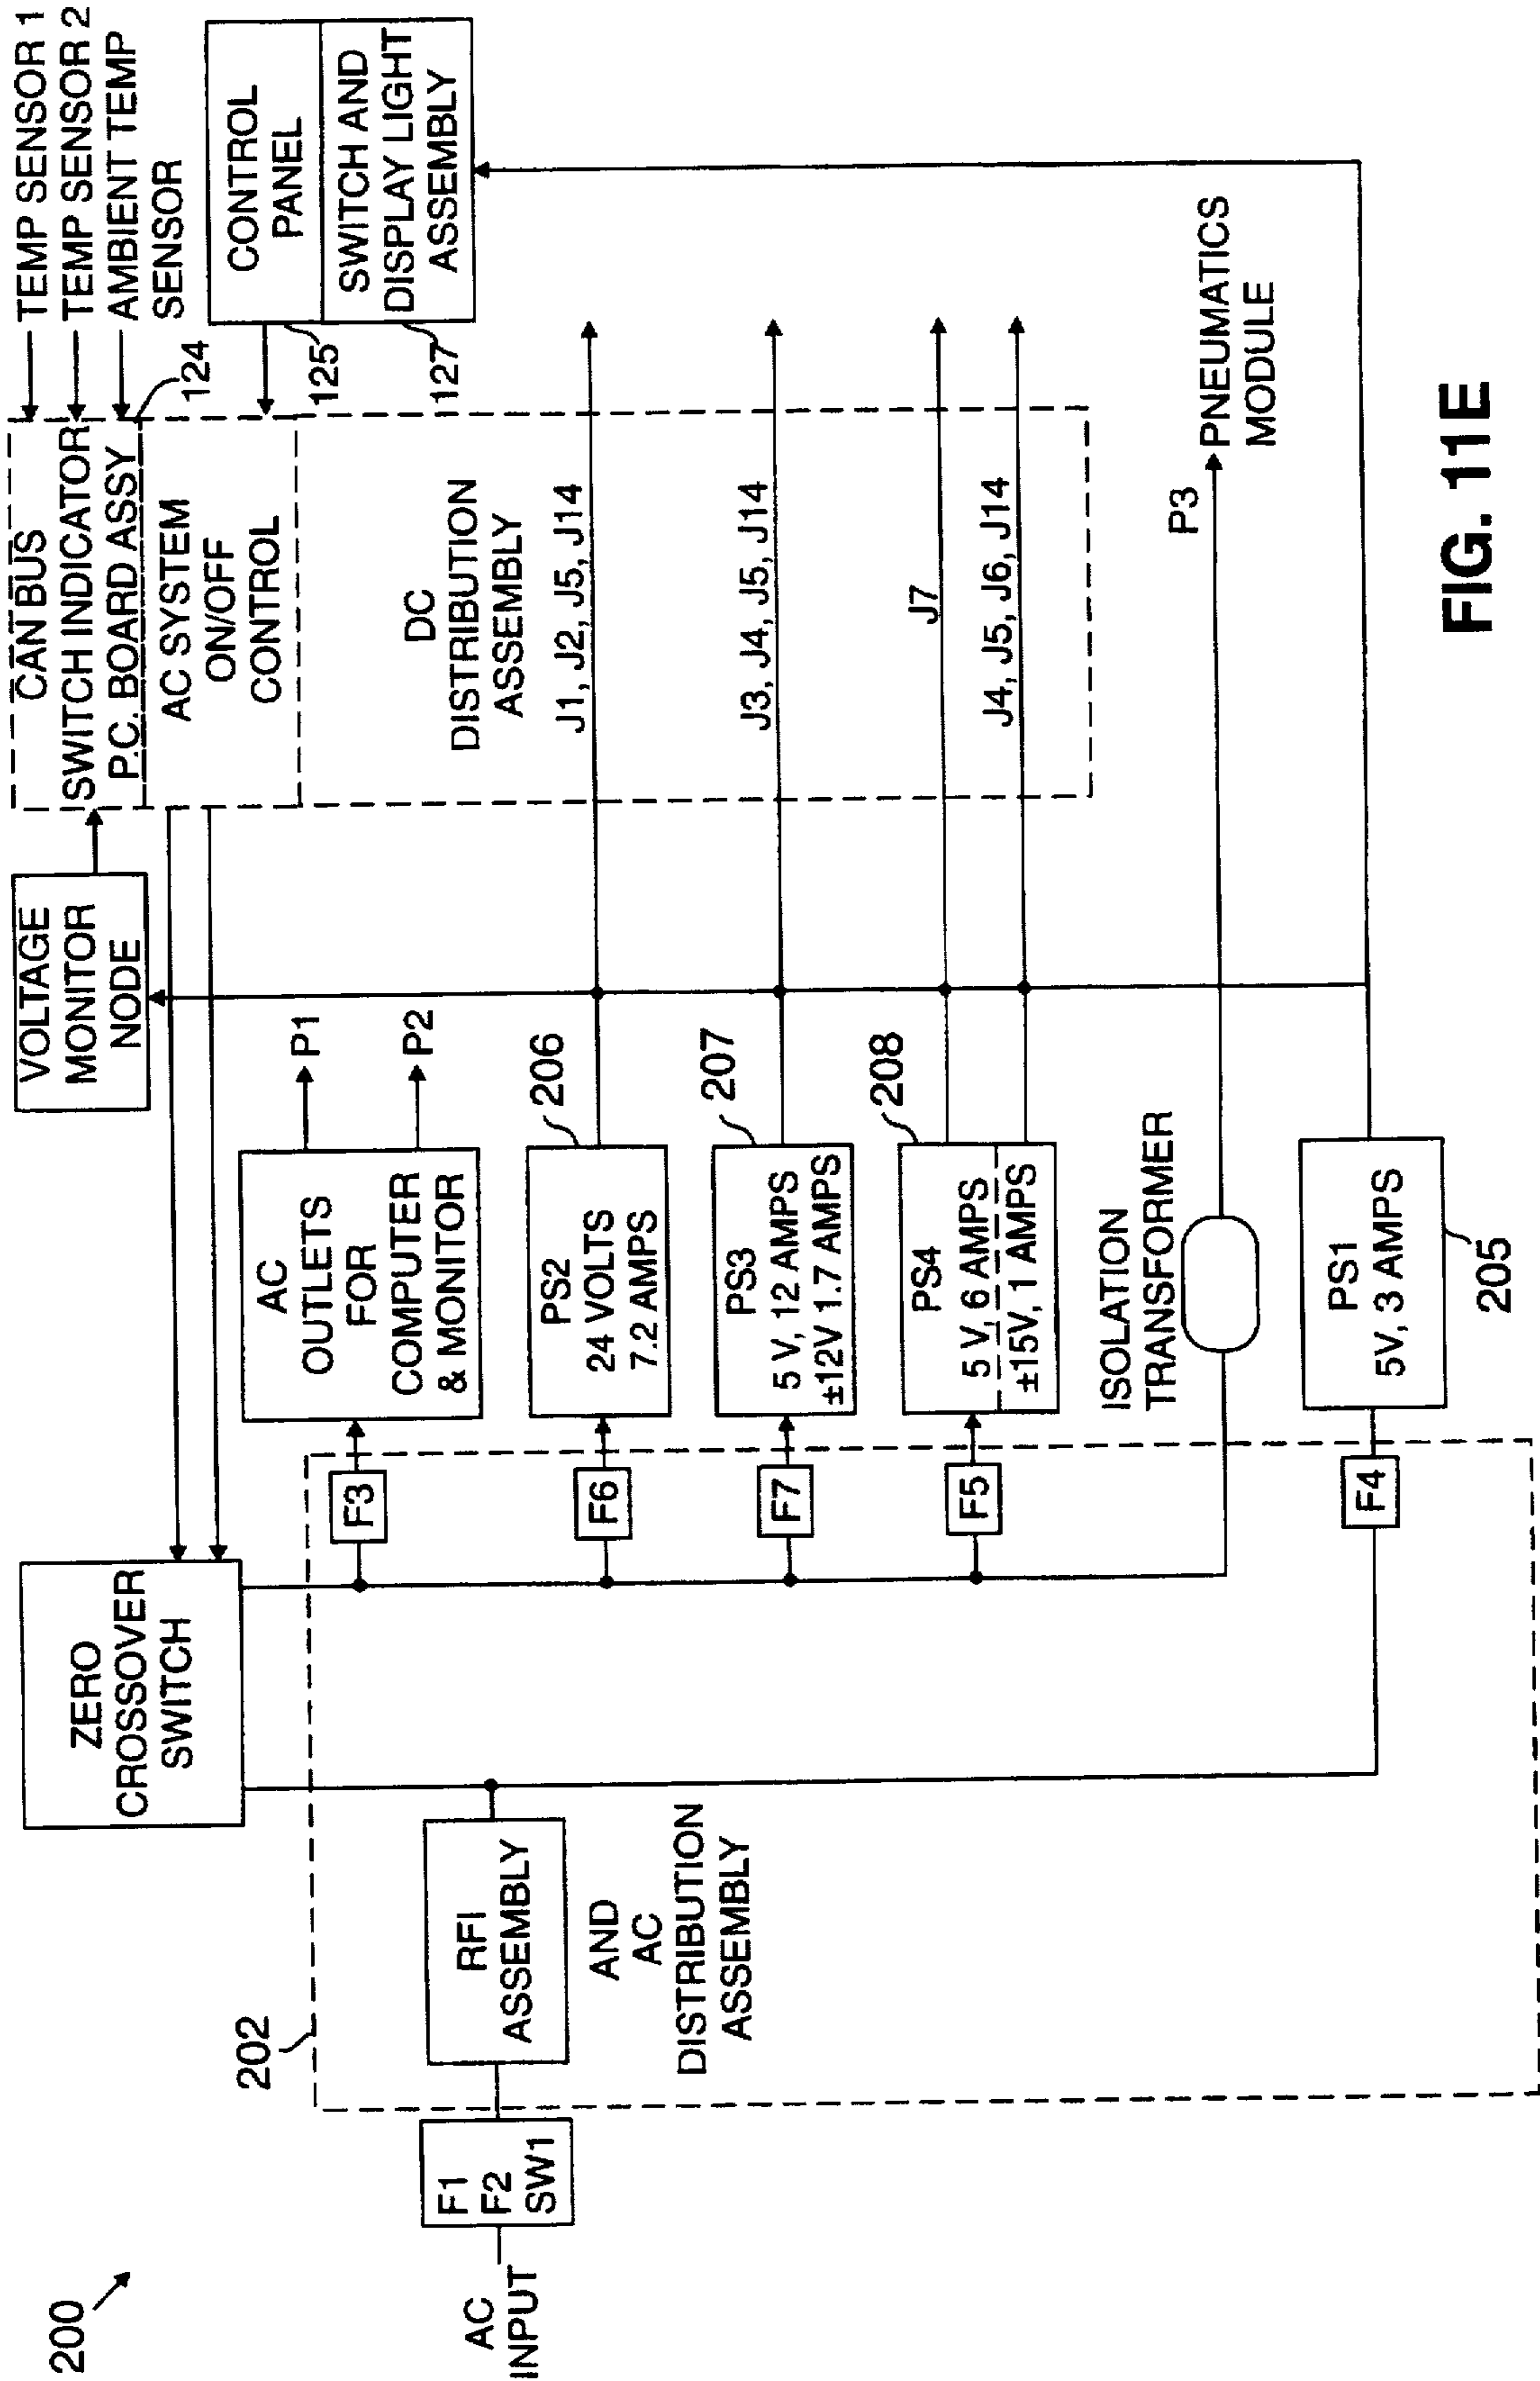 200
AC
INPUT
F1
F2
SW1
202
RFI
ASSEMBLY
AND
AC
DISTRIBUTION
ASSEMBLY
ZERO
CROSSOVER
SWITCH
F3
F6
F7
F5
F4
AC
OUTLETS
FOR
COMPUTER
& MONITOR
P1
P2
PS2
24 VOLTS
7.2 AMPS
206
PS3
5 V, 12 AMPS
±12V 1.7 AMPS
207
PS4
5 V, 6 AMPS
±15V, 1 AMPS
208
ISOLATION
TRANSFORMER
PS1
5V, 3 AMPS
205
VOLTAGE
MONITOR
NODE
CAN BUS
SWITCH INDICATOR
P.C. BOARD ASSY
AC SYSTEM
ON/OFF
CONTROL
DC
DISTRIBUTION
ASSEMBLY
J1, J2, J5, J14
J3, J4, J5, J14
J7
J4, J5, J6, J14
P3
PNEUMATICS
MODULE
TEMP SENSOR 1
TEMP SENSOR 2
AMBIENT TEMP
SENSOR
124
CONTROL
PANEL
125
SWITCH AND
DISPLAY LIGHT
ASSEMBLY
127
FIG. 11E